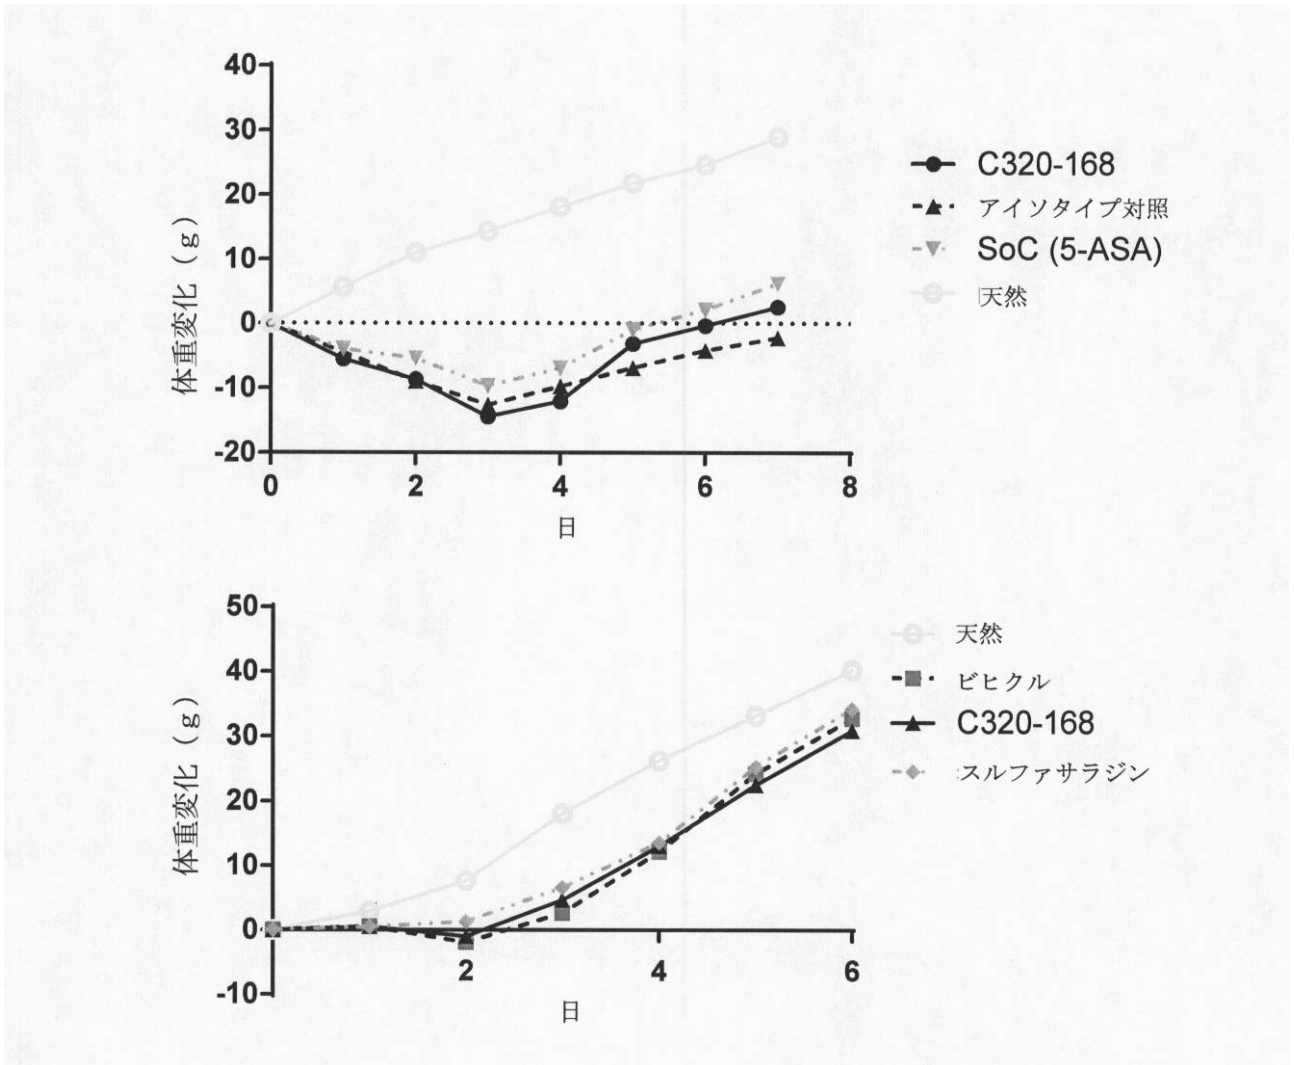 40
30
20
10
0
-10
-20
体重変化（g）
0 2 4 6 8
日
C320-168
アイソタイプ対照
SoC (5-ASA)
天然
50
40
30
20
10
0
-10
体重変化（g）
2 4 6
日
天然
ビヒクル
C320-168
スルファサラジン